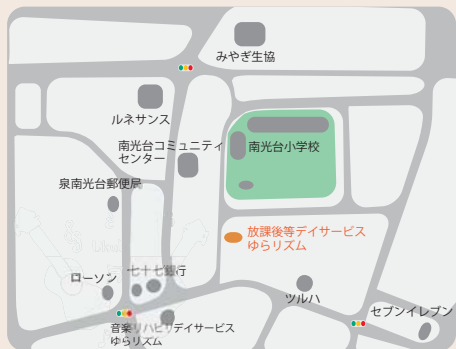 みやぎ生協
ルネサンス
南光台コミュニティ
センター
南光台小学校
泉南光台郵便局
放課後等デイサービス
ゆらリズム
ローソン
七十七銀行
ツルハ
セブンイレブン
音楽リハビリデイサービス
ゆらリズム